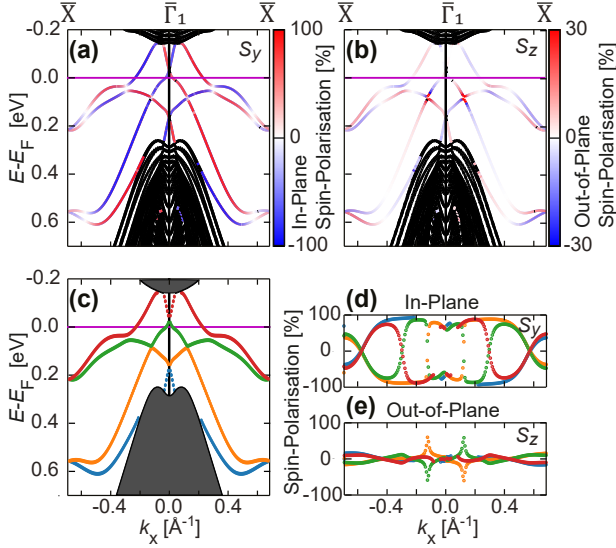 X̄ Γ̄₁ X̄ X̄ Γ̄₁ X̄
(a) Sy (b) Sz
-0.2
0.0
0.2
0.4
0.6
E-EF [eV]
100
0
-100
In-Plane
Spin-Polarisation [%]
30
0
-30
Out-of-Plane
Spin-Polarisation [%]
(c)
-0.2
0.0
0.2
0.4
0.6
E-EF [eV]
-0.4 0.0 0.4
kx [Å⁻¹]
(d) In-Plane
Sy
100
0
-100
(e) Out-of-Plane
Sz
100
0
-100
Spin-Polarisation [%]
-0.4 0.0 0.4
kx [Å⁻¹]